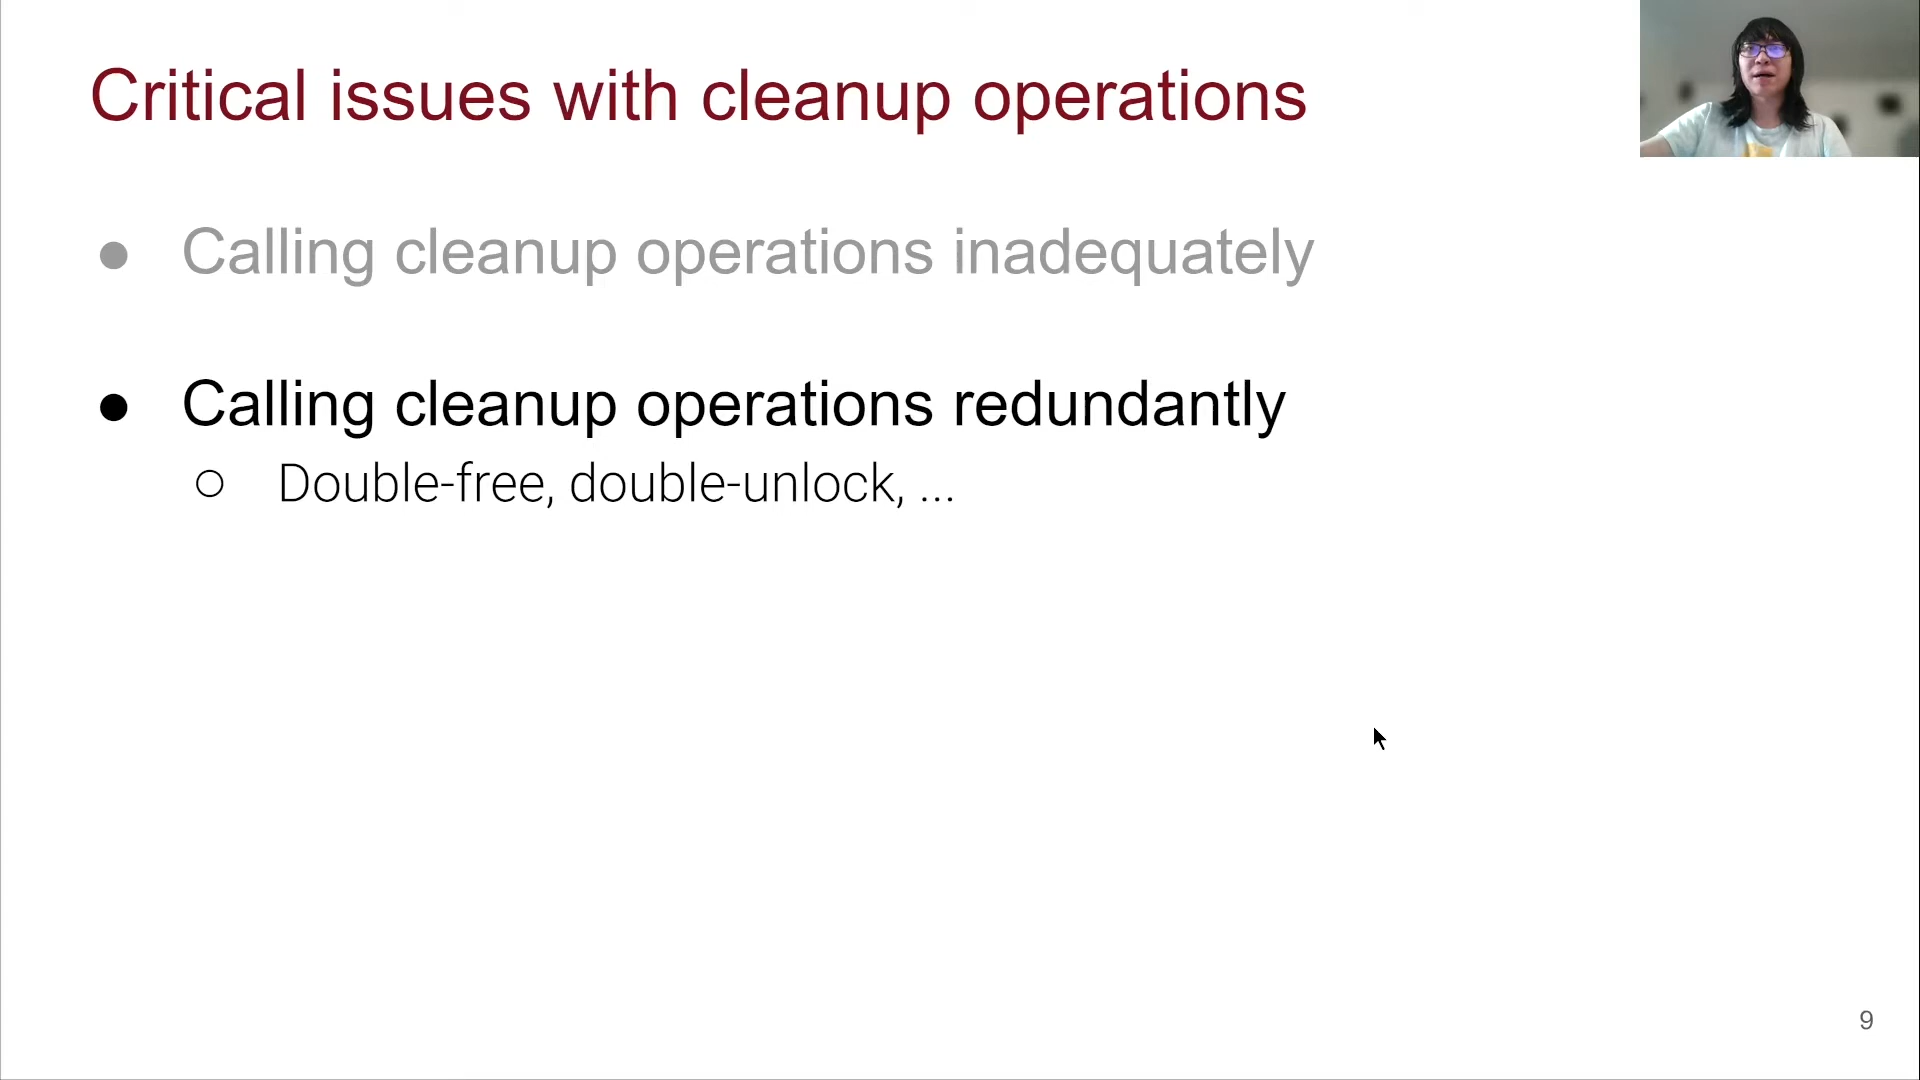 Critical issues with cleanup operations
● Calling cleanup operations inadequately
● Calling cleanup operations redundantly
○ Double-free, double-unlock, ...
9